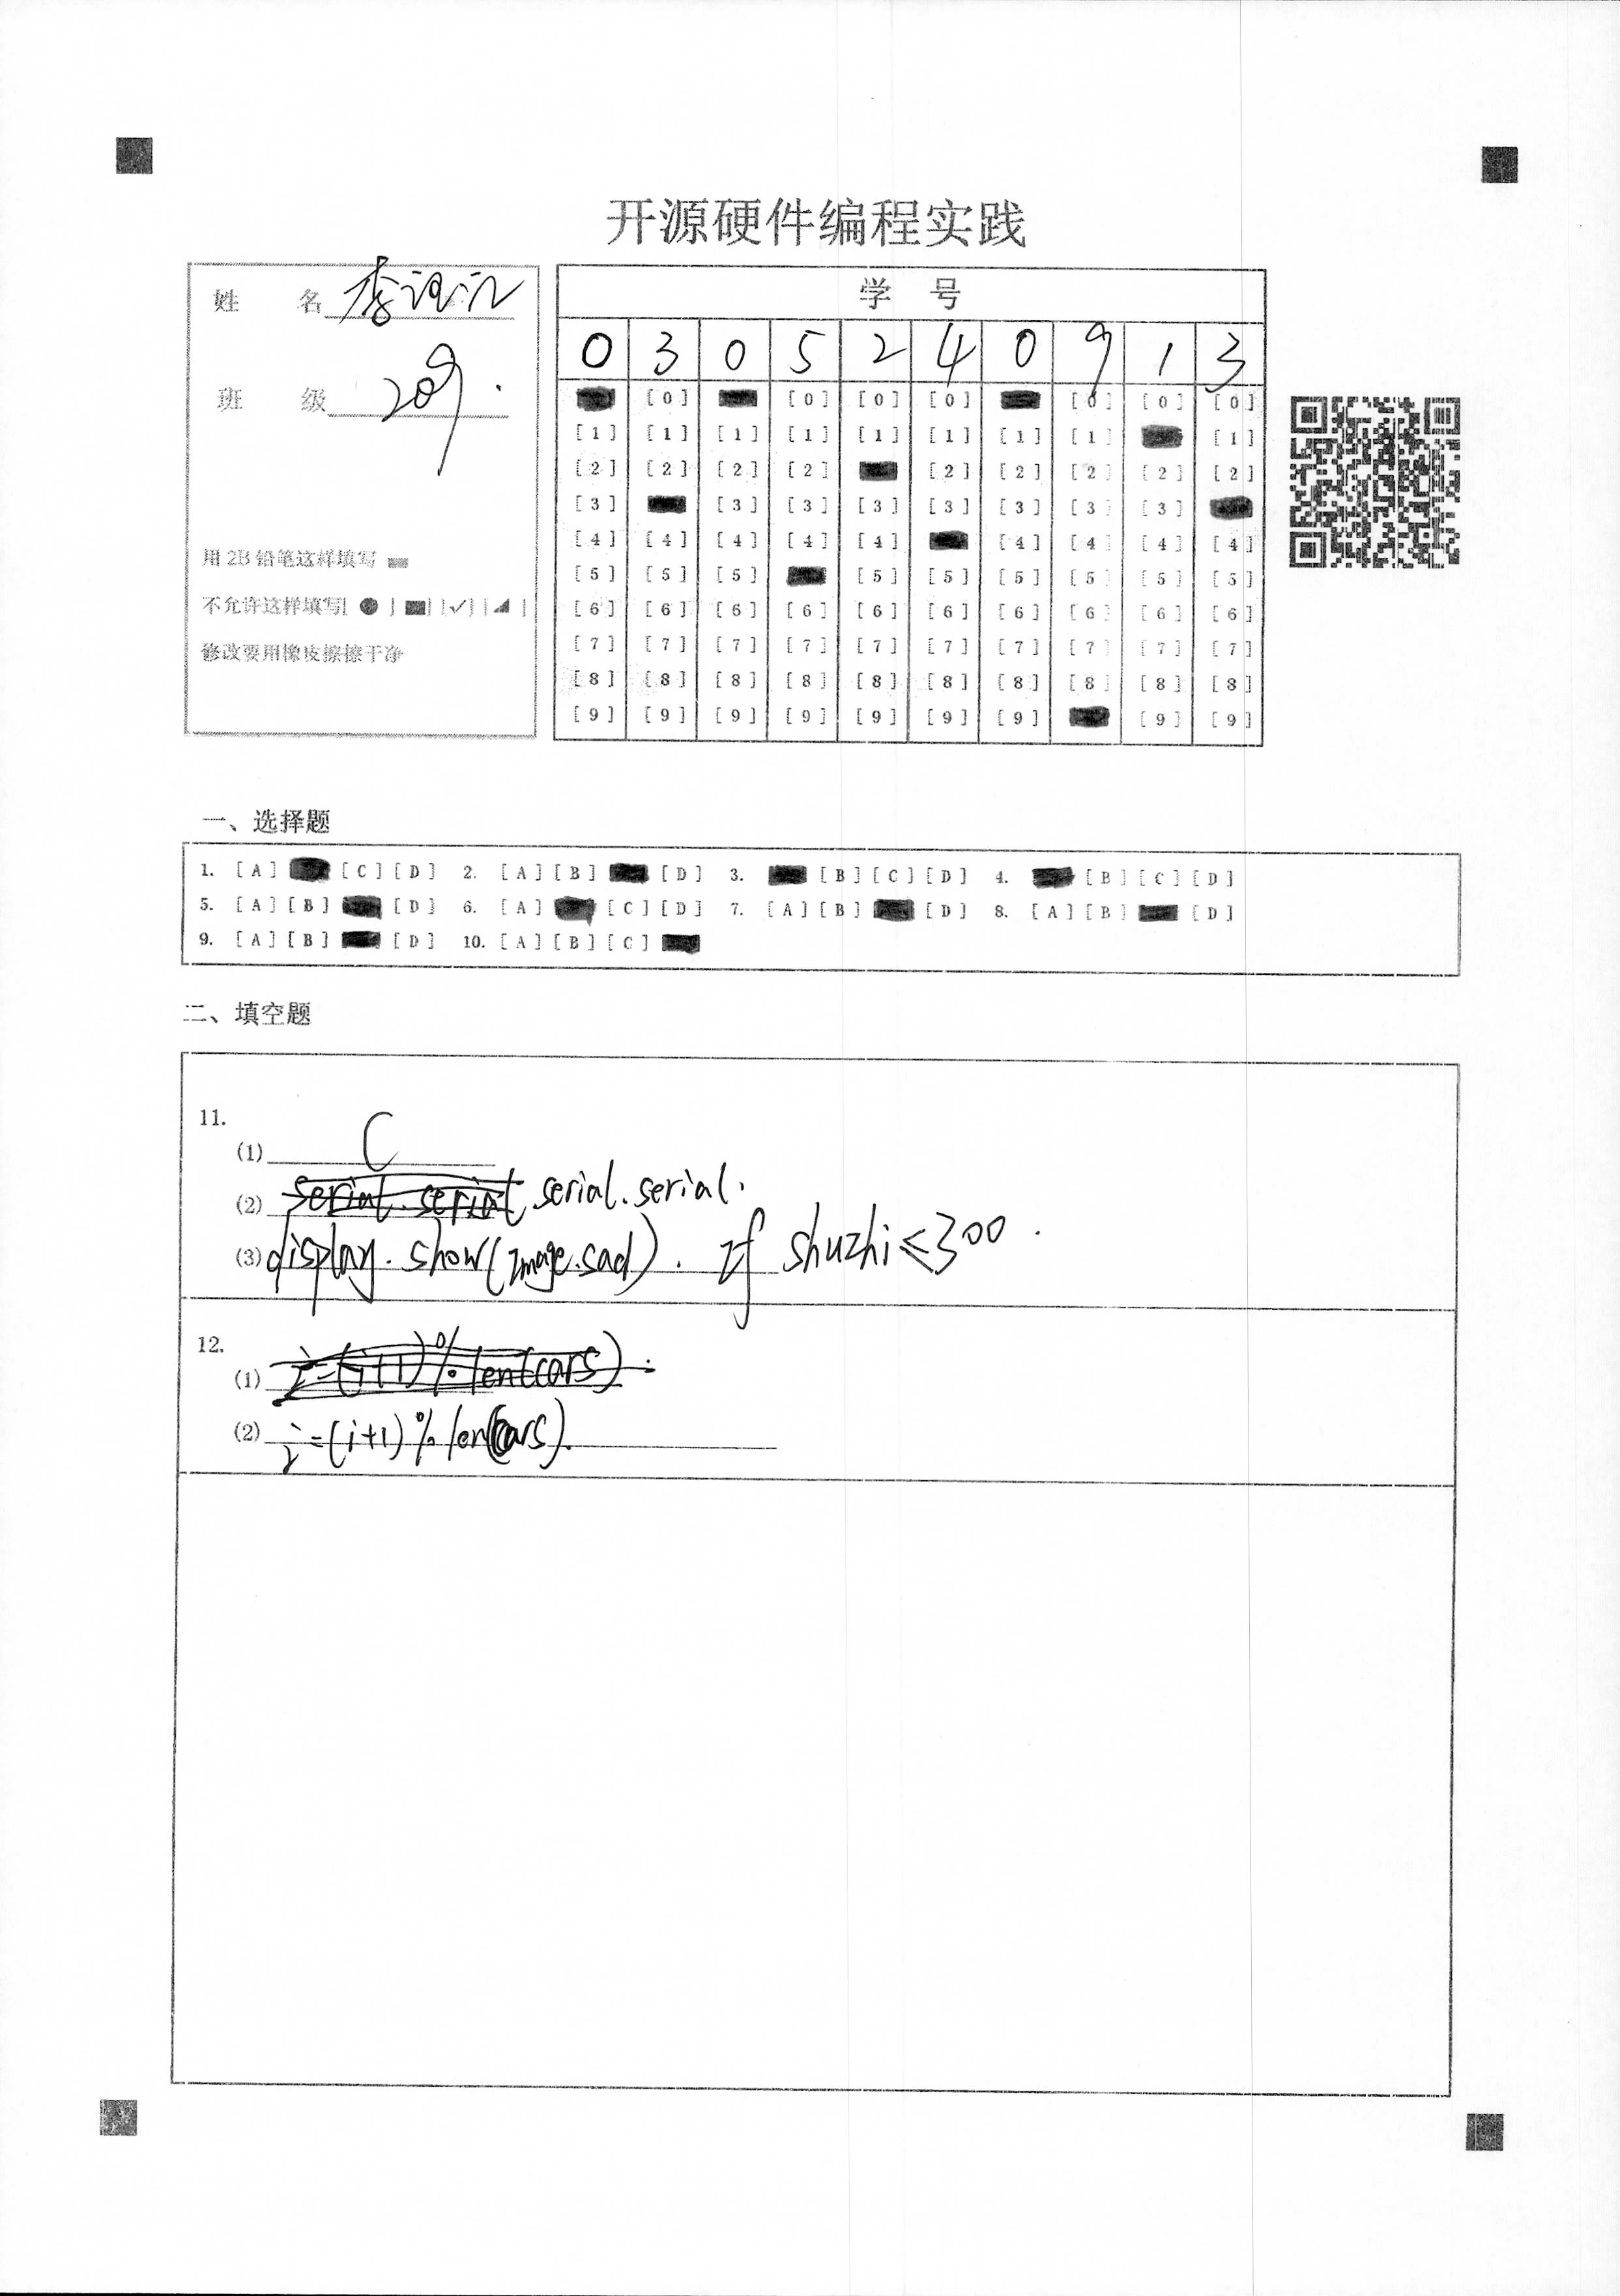 开源硬件编程实践
姓 名 李
班 级 209.
用 2B 铅笔这样填写
不允许这样填写[ ● ] [■] [✓] [◢ ]
修改要用橡皮擦擦干净
学 号
0 3 0 5 2 4 0 9 1 3
[0] [0] [0] [0] [0] [0] [0]
[1] [1] [1] [1] [1] [1] [1] [1] [1]
[2] [2] [2] [2] [2] [2] [2] [2] [2]
[3] [3] [3] [3] [3] [3] [3] [3]
[4] [4] [4] [4] [4] [4] [4] [4] [4]
[5] [5] [5] [5] [5] [5] [5] [5] [5]
[6] [6] [6] [6] [6] [6] [6] [6] [6] [6]
[7] [7] [7] [7] [7] [7] [7] [7] [7] [7]
[8] [8] [8] [8] [8] [8] [8] [8] [8] [8]
[9] [9] [9] [9] [9] [9] [9] [9] [9]
一、选择题
1. [A] [C] [D] 2. [A] [B] [D] 3. [B] [C] [D] 4. [B] [C] [D]
5. [A] [B] [D] 6. [A] [C] [D] 7. [A] [B] [D] 8. [A] [B] [D]
9. [A] [B] [D] 10. [A] [B] [C]
二、填空题
11.
(1) C
(2) serial.serial serial.serial.
(3) display.show(Image.sad). if shuzhi≤300.
12.
(1) i=(i+1)%len(cars).
(2) i=(i+1)%len(cars).